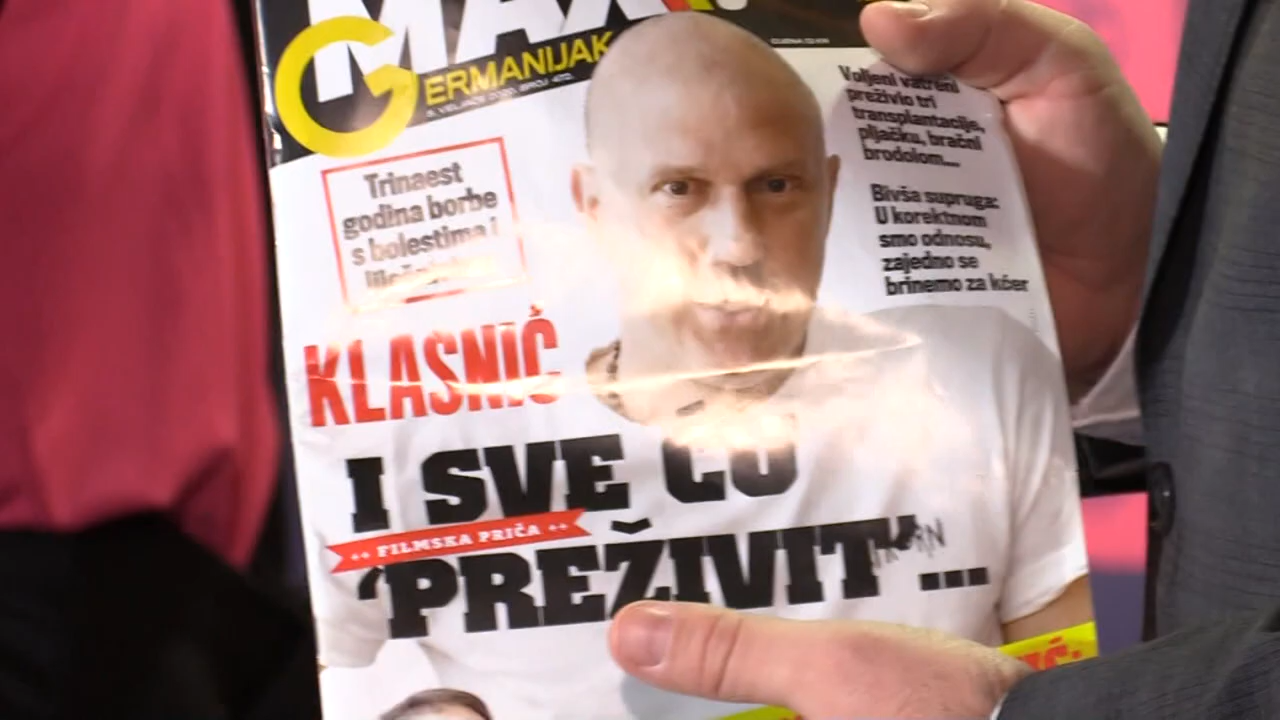 MAX
GERMANIJAK
Trinaest
godina borbe
s bolestima i
Voljeni vatreni
preživio tri
transplantacije,
pljačku, bračni
brodolom....
Bivša supruga:
U korektnom
smo odnosu,
zajedno se
brinemo za kćer
KLASNIĆ
I SVE ĆU
FILMSKA PRIČA
'PREŽIVIT'...